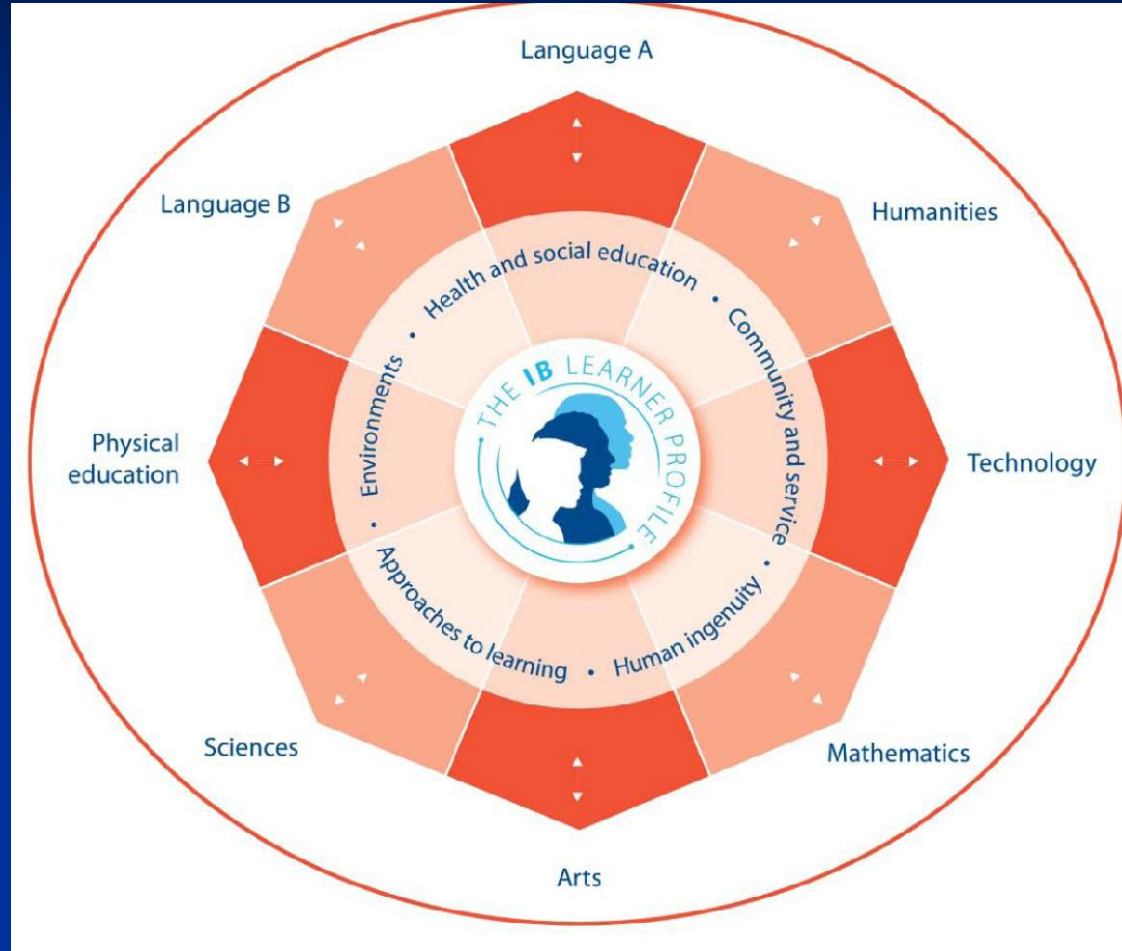 Language A
Language B
Humanities
Health and social education
Community and service
Environments
THE IB LEARNER PROFILE
Physical
education
Technology
Approaches to learning
Human ingenuity
Sciences
Mathematics
Arts